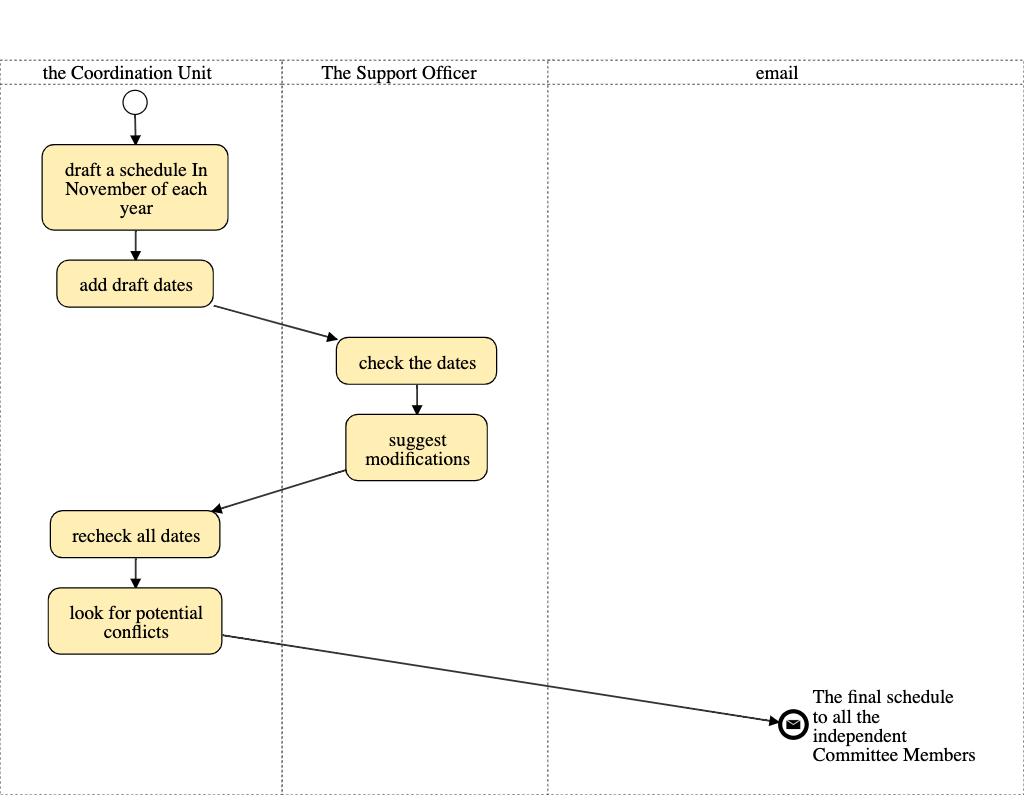 the Coordination Unit
The Support Officer
email
draft a schedule In
November of each
year
add draft dates
check the dates
suggest
modifications
recheck all dates
look for potential
conflicts
The final schedule
to all the
independent
Committee Members